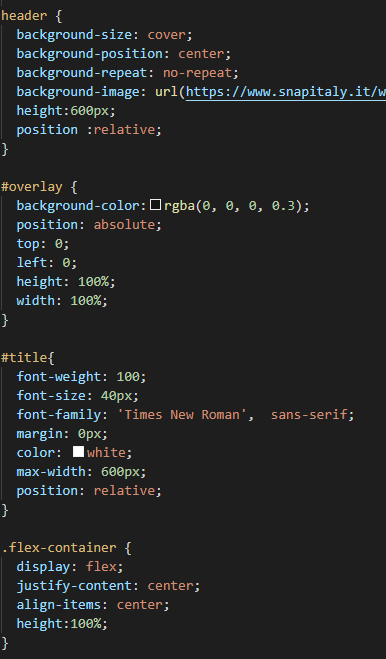 header {
background-size: cover;
background-position: center;
background-repeat: no-repeat;
background-image: url(https://www.snapitaly.it/w
height:600px;
position :relative;
}
#overlay {
background-color:rgba(0, 0, 0, 0.3);
position: absolute;
top: 0;
left: 0;
height: 100%;
width: 100%;
}
#title{
font-weight: 100;
font-size: 40px;
font-family: 'Times New Roman',  sans-serif;
margin: 0px;
color: white;
max-width: 600px;
position: relative;
}
.flex-container {
display: flex;
justify-content: center;
align-items: center;
height:100%;
}